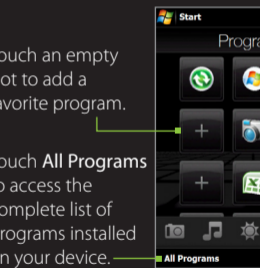 Start
Progra
ouch an empty
ot to add a
avorite program.
ouch All Programs
o access the
omplete list of
rograms installed
n your device.
All Programs